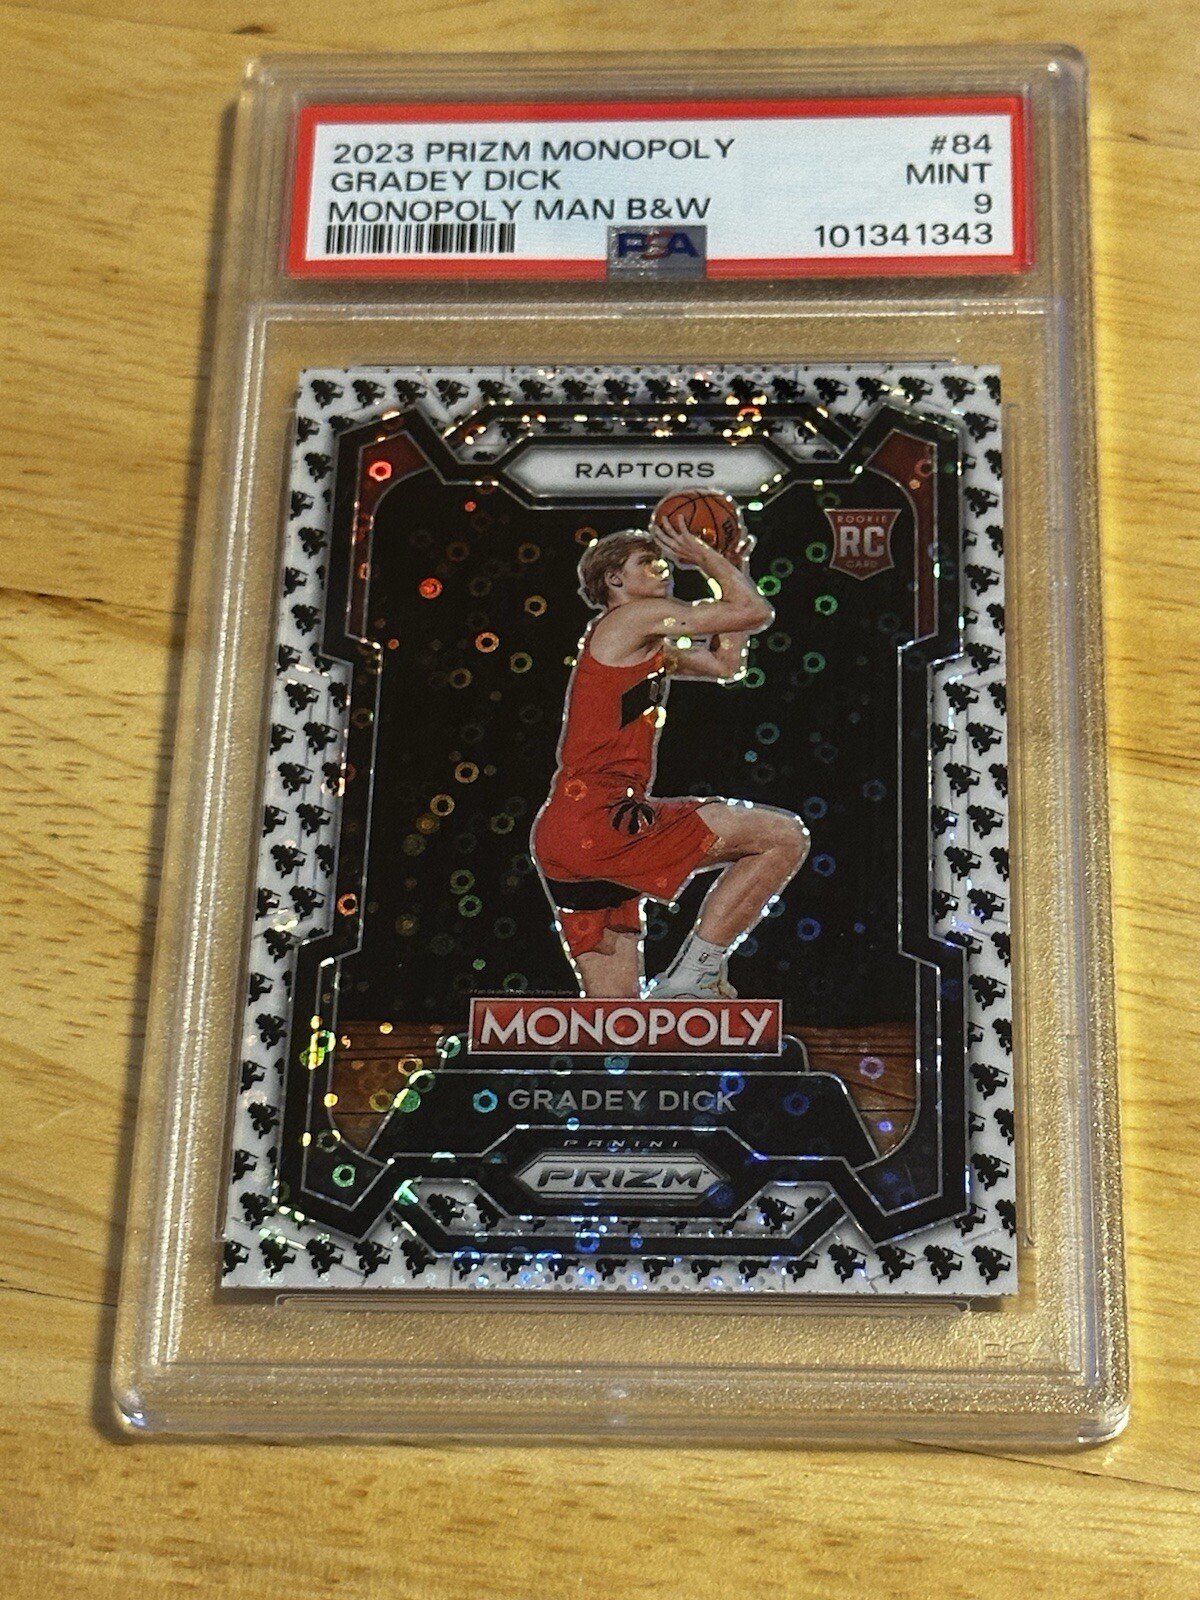 2023 PRIZM MONOPOLY #84
GRADEY DICK MINT
MONOPOLY MAN B&W 9
PSA 101341343
RAPTORS
ROOKIE
RC
CARD
MONOPOLY
GRADEY DICK
PANINI
PRIZM
PSA